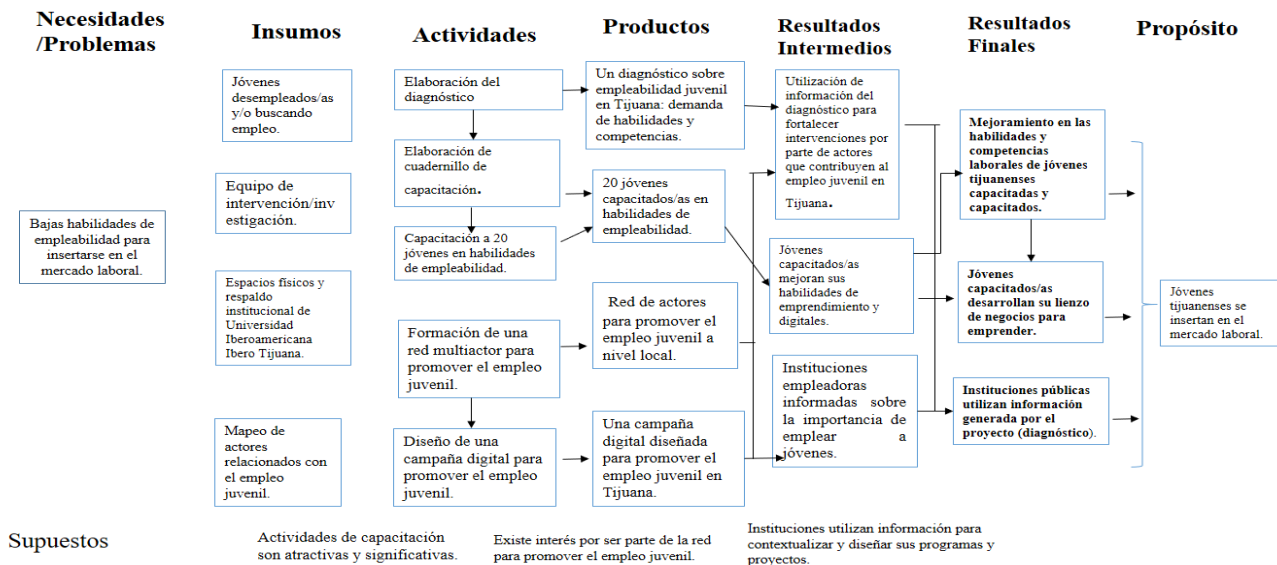 Necesidades
/Problemas
Bajas habilidades de
empleabilidad para
insertarse en el
mercado laboral.
Insumos
Jóvenes
desempleados/as
y/o buscando
empleo.
Equipo de
intervención/inv
estigación.
Espacios físicos y
respaldo
institucional de
Universidad
Iberoamericana
Ibero Tijuana.
Mapeo de
actores
relacionados con
el empleo
juvenil.
Actividades
Elaboración del
diagnóstico
Elaboración de
cuadernillo de
capacitación.
Capacitación a 20
jóvenes en habilidades
de empleabilidad.
Formación de una
red multiactor para
promover el empleo
juvenil.
Diseño de una
campaña digital para
promover el empleo
juvenil.
Productos
Un diagnóstico sobre
empleabilidad juvenil
en Tijuana: demanda
de habilidades y
competencias.
20 jóvenes
capacitados/as en
habilidades de
empleabilidad.
Red de actores
para promover el
empleo juvenil a
nivel local.
Una campaña
digital diseñada
para promover el
empleo juvenil en
Tijuana.
Resultados
Intermedios
Utilización de
información del
diagnóstico para
fortalecer
intervenciones por
parte de actores
que contribuyen al
empleo juvenil en
Tijuana.
Jóvenes
capacitados/as
mejoran sus
habilidades de
emprendimiento y
digitales.
Instituciones
empleadoras
informadas sobre
la importancia de
emplear a
jóvenes.
Resultados
Finales
Mejoramiento en las
habilidades y
competencias
laborales de jóvenes
tijuanenses
capacitadas y
capacitados.
Jóvenes
capacitados/as
desarrollan su lienzo
de negocios para
emprender.
Instituciones públicas
utilizan información
generada por el
proyecto (diagnóstico).
Propósito
Jóvenes
tijuanenses se
insertan en el
mercado laboral.
Supuestos
Actividades de capacitación
son atractivas y significativas.
Existe interés por ser parte de la red
para promover el empleo juvenil.
Instituciones utilizan información para
contextualizar y diseñar sus programas y
proyectos.